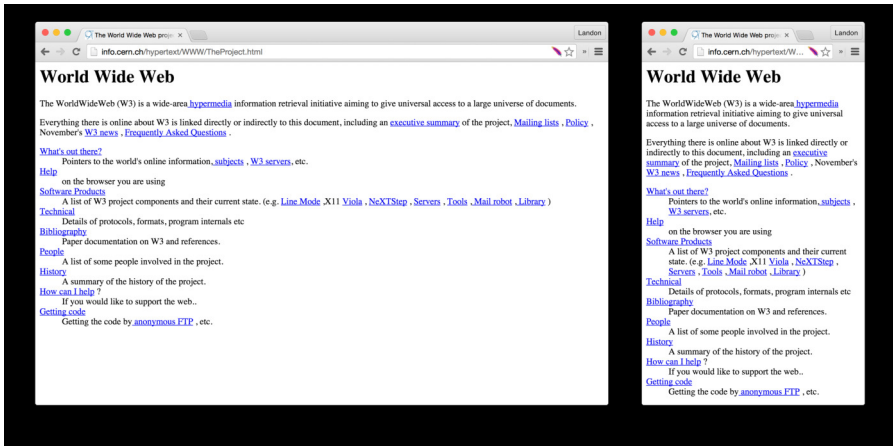 The World Wide Web proje
Landon
info.cern.ch/hypertext/WWW/TheProject.html
World Wide Web
The WorldWideWeb (W3) is a wide-area hypermedia information retrieval initiative aiming to give universal access to a large universe of documents.
Everything there is online about W3 is linked directly or indirectly to this document, including an executive summary of the project, Mailing lists , Policy ,
November's W3 news , Frequently Asked Questions .
What's out there?
Pointers to the world's online information, subjects , W3 servers, etc.
Help
on the browser you are using
Software Products
A list of W3 project components and their current state. (e.g. Line Mode ,X11 Viola , NeXTStep , Servers , Tools , Mail robot , Library )
Technical
Details of protocols, formats, program internals etc
Bibliography
Paper documentation on W3 and references.
People
A list of some people involved in the project.
History
A summary of the history of the project.
How can I help ?
If you would like to support the web..
Getting code
Getting the code by anonymous FTP , etc.
The World Wide Web proje
Landon
info.cern.ch/hypertext/W...
World Wide Web
The WorldWideWeb (W3) is a wide-area hypermedia
information retrieval initiative aiming to give universal
access to a large universe of documents.
Everything there is online about W3 is linked directly or
indirectly to this document, including an executive
summary of the project, Mailing lists , Policy , November's
W3 news , Frequently Asked Questions .
What's out there?
Pointers to the world's online information, subjects ,
W3 servers, etc.
Help
on the browser you are using
Software Products
A list of W3 project components and their current
state. (e.g. Line Mode ,X11 Viola , NeXTStep ,
Servers , Tools , Mail robot , Library )
Technical
Details of protocols, formats, program internals etc
Bibliography
Paper documentation on W3 and references.
People
A list of some people involved in the project.
History
A summary of the history of the project.
How can I help ?
If you would like to support the web..
Getting code
Getting the code by anonymous FTP , etc.